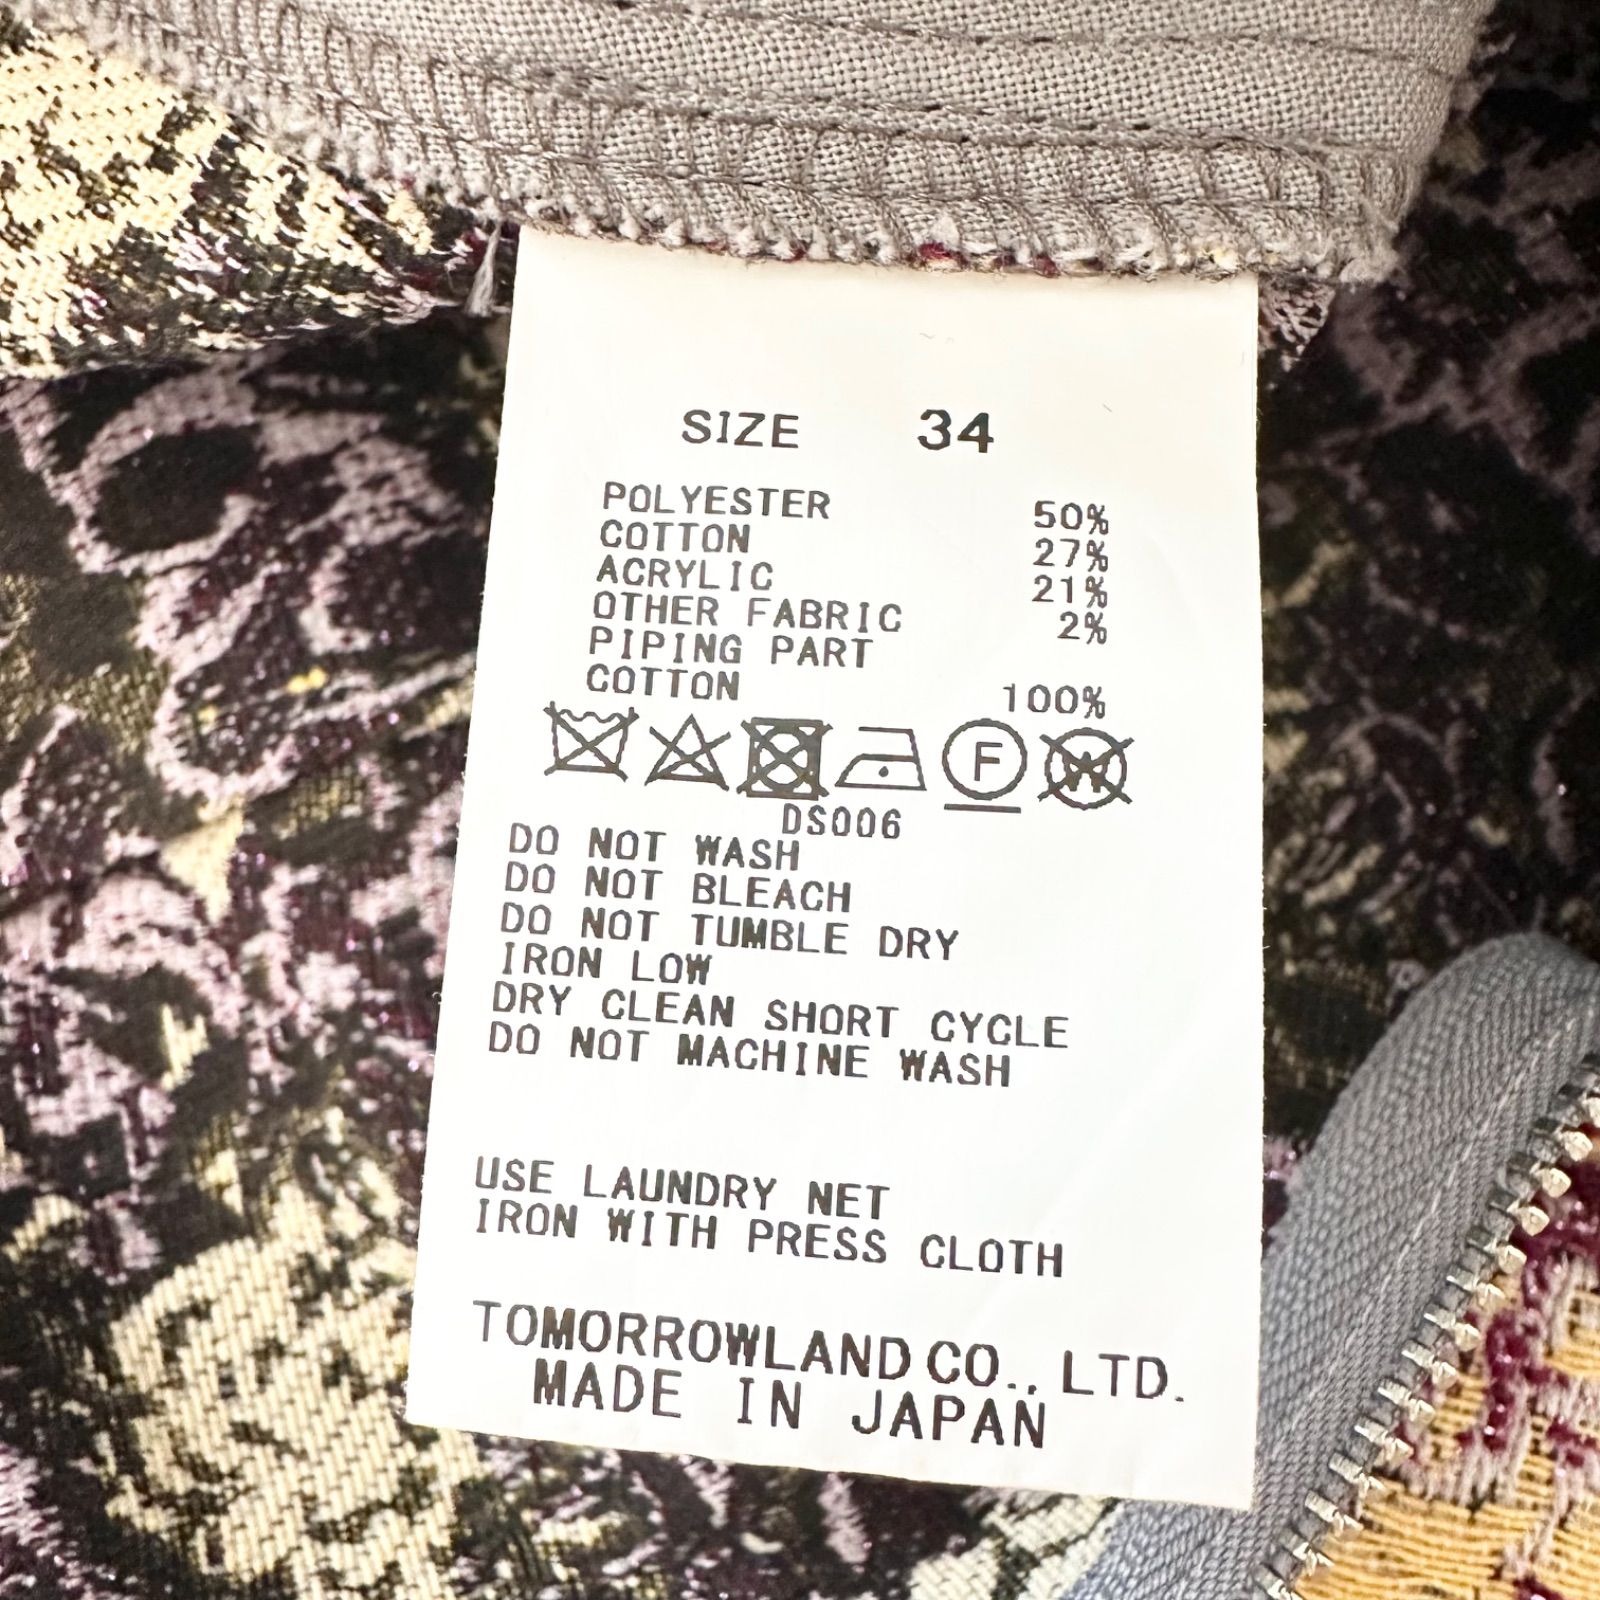 SIZE 34
POLYESTER 50%
COTTON 27%
ACRYLIC 21%
OTHER FABRIC 2%
PIPING PART
COTTON 100%
F W
DS006
DO NOT WASH
DO NOT BLEACH
DO NOT TUMBLE DRY
IRON LOW
DRY CLEAN SHORT CYCLE
DO NOT MACHINE WASH
USE LAUNDRY NET
IRON WITH PRESS CLOTH
TOMORROWLAND CO., LTD.
MADE IN JAPAN